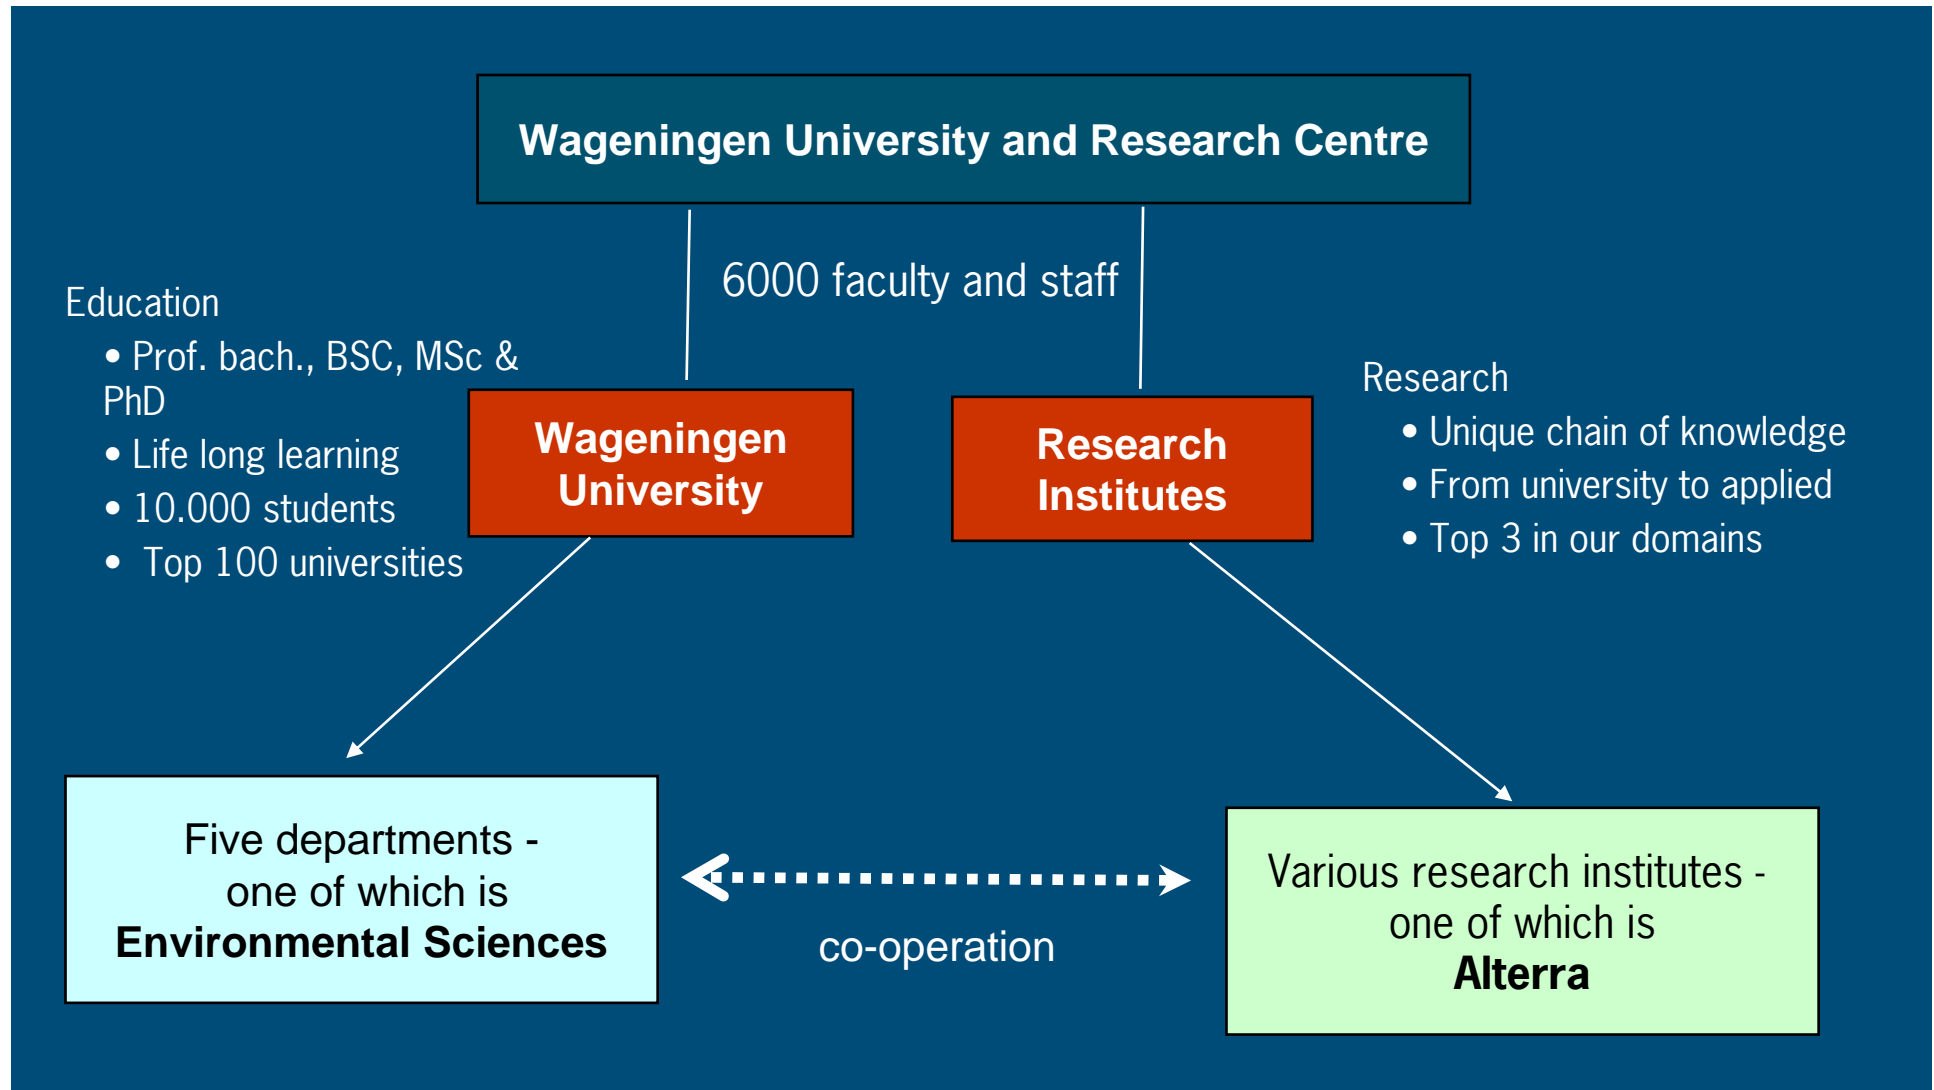 Wageningen University and Research Centre
6000 faculty and staff
Education
• Prof. bach., BSC, MSc &
PhD
• Life long learning
• 10.000 students
• Top 100 universities
Wageningen
University
Research
Institutes
Research
• Unique chain of knowledge
• From university to applied
• Top 3 in our domains
Five departments -
one of which is
Environmental Sciences
co-operation
Various research institutes -
one of which is
Alterra